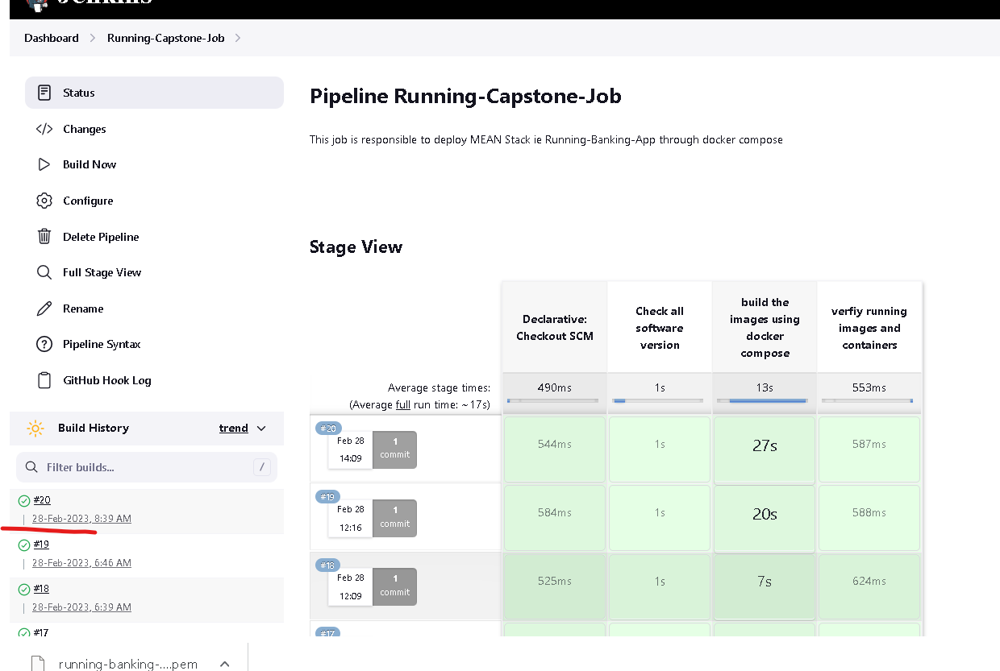 Jenkins
Dashboard
Running-Capstone-Job
Status
Changes
Build Now
Configure
Delete Pipeline
Full Stage View
Rename
Pipeline Syntax
GitHub Hook Log
Build History
trend
Filter builds...
/
#20
28-Feb-2023, 8:39 AM
#19
28-Feb-2023, 6:46 AM
#18
28-Feb-2023, 6:39 AM
#17
Pipeline Running-Capstone-Job
This job is responsible to deploy MEAN Stack ie Running-Banking-App through docker compose
Stage View
Declarative:
Checkout SCM
Check all
software
version
build the
images using
docker
compose
verfiy running
images and
containers
Average stage times:
(Average full run time: ~17s)
490ms
1s
13s
553ms
#20
Feb 28
14:09
1
commit
544ms
1s
27s
587ms
#19
Feb 28
12:16
1
commit
584ms
1s
20s
588ms
#18
Feb 28
12:09
1
commit
525ms
1s
7s
624ms
#17
running-banking-....pem